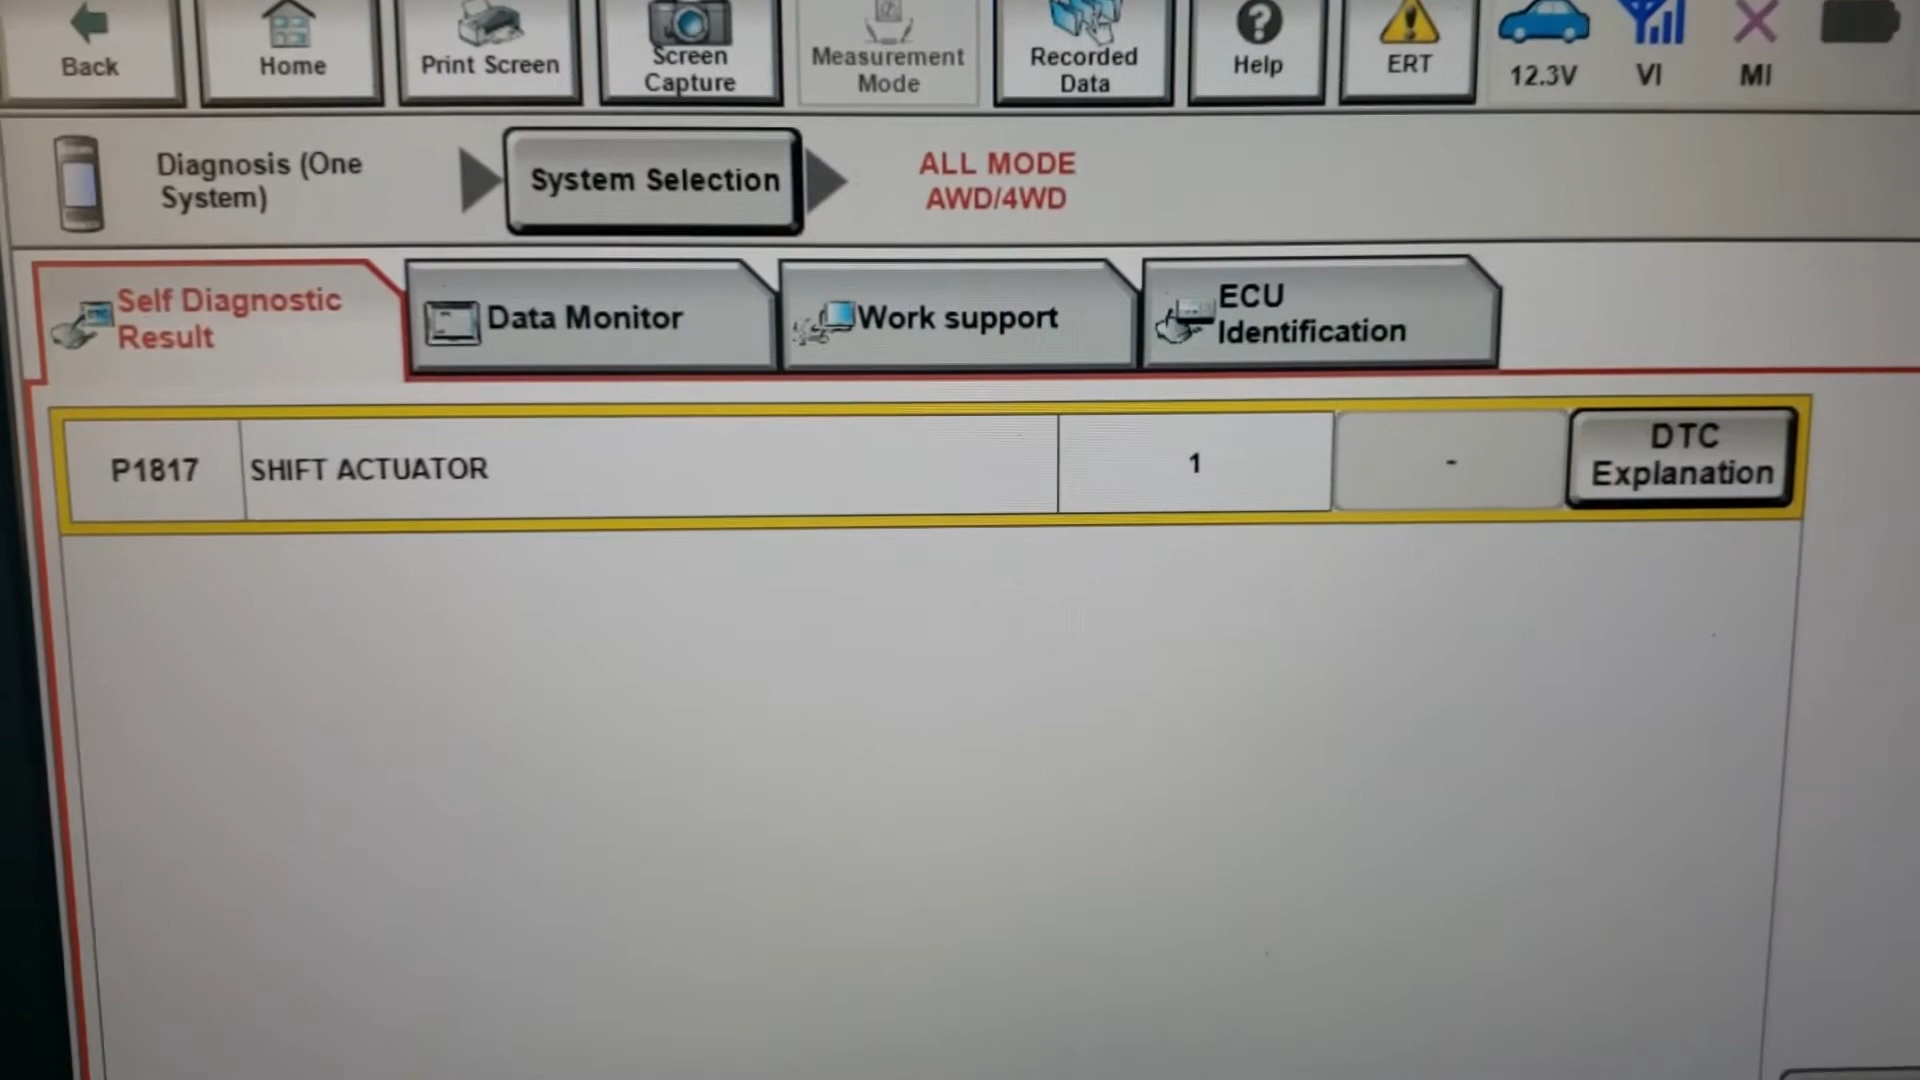 Back
Home
Print Screen
Screen
Capture
Measurement
Mode
Recorded
Data
Help
ERT
12.3V
VI
MI
Diagnosis (One
System)
System Selection
ALL MODE
AWD/4WD
Self Diagnostic
Result
Data Monitor
Work support
ECU
Identification
P1817
SHIFT ACTUATOR
1
-
DTC
Explanation